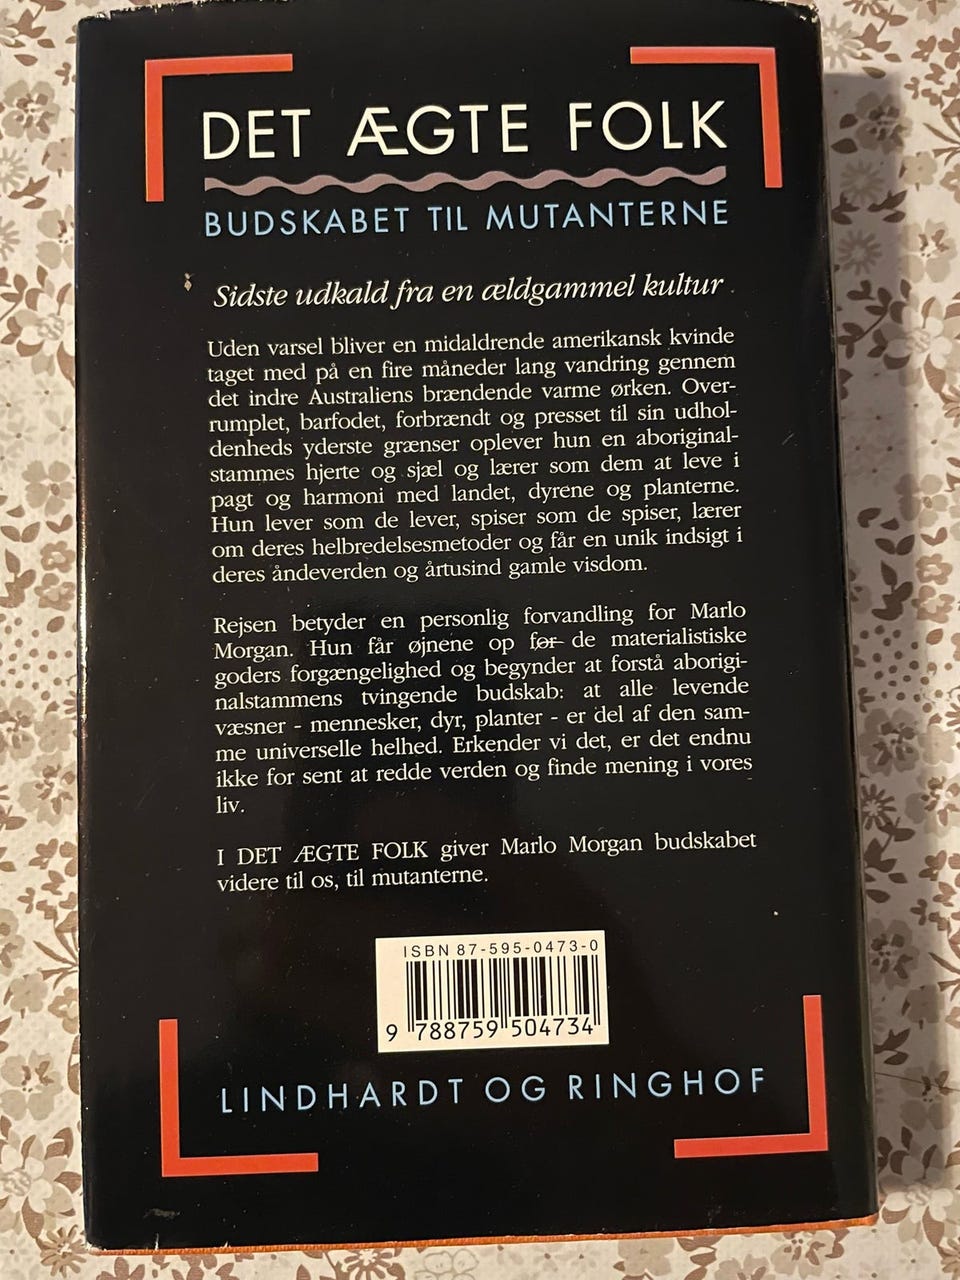 DET ÆGTE FOLK
BUDSKABET TIL MUTANTERNE
Sidste udkald fra en ældgammel kultur
Uden varsel bliver en midaldrende amerikansk kvinde
taget med på en fire måneder lang vandring gennem
det indre Australiens brændende varme ørken. Over-
rumplet, barfodet, forbrændt og presset til sin udhol-
denheds yderste grænser oplever hun en aboriginal-
stammes hjerte og sjæl og lærer som dem at leve i
pagt og harmoni med landet, dyrene og planterne.
Hun lever som de lever, spiser som de spiser, lærer
om deres helbredelsesmetoder og får en unik indsigt i
deres åndeverden og årtusind gamle visdom.
Rejsen betyder en personlig forvandling for Marlo
Morgan. Hun får øjnene op for de materialistiske
goders forgængelighed og begynder at forstå aborigi-
nalstammens tvingende budskab: at alle levende
væsner - mennesker, dyr, planter - er del af den sam-
me universelle helhed. Erkender vi det, er det endnu
ikke for sent at redde verden og finde mening i vores
liv.
I DET ÆGTE FOLK giver Marlo Morgan budskabet
videre til os, til mutanterne.
ISBN 87-595-0473-0
9 788759 504734
LINDHARDT OG RINGHOF